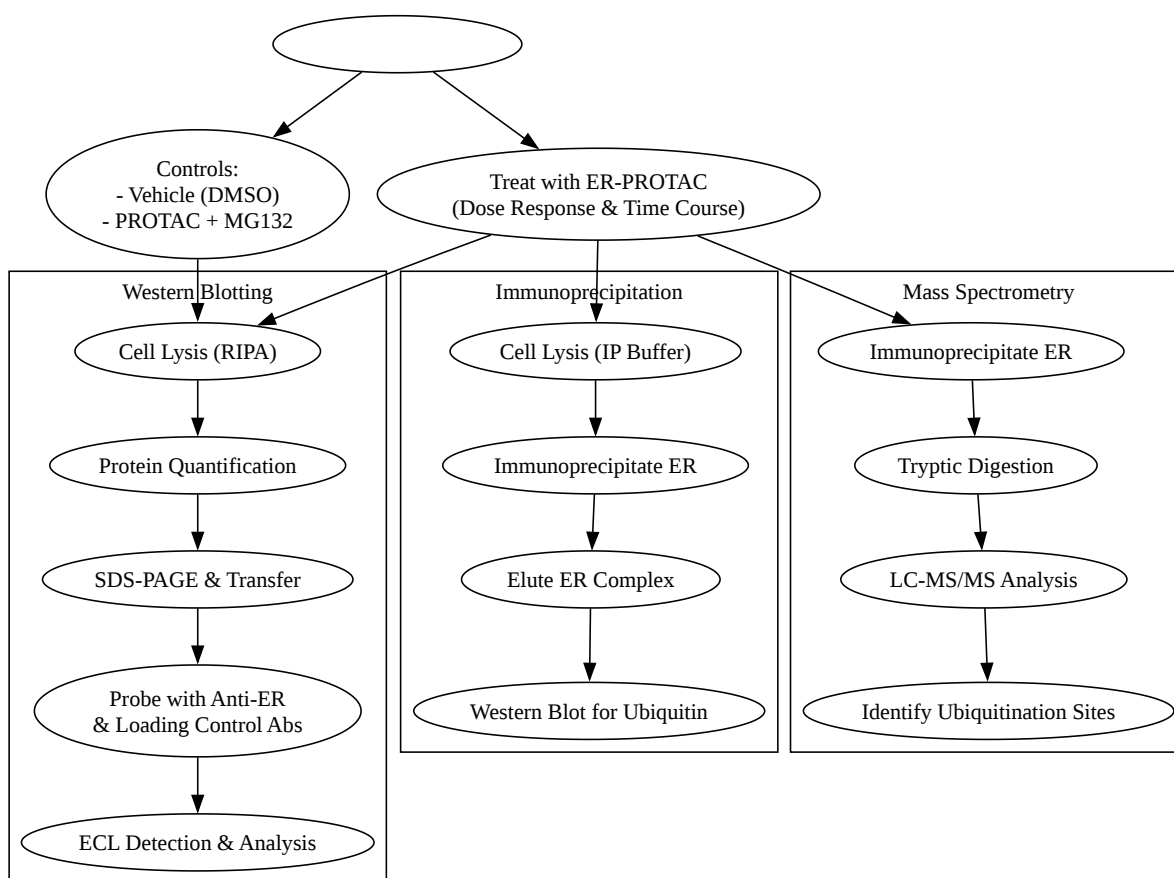 Controls:
- Vehicle (DMSO)
- PROTAC + MG132
Treat with ER-PROTAC
(Dose Response & Time Course)
Western Blotting
Cell Lysis (RIPA)
Protein Quantification
SDS-PAGE & Transfer
Probe with Anti-ER
& Loading Control Abs
ECL Detection & Analysis
Immunoprecipitation
Cell Lysis (IP Buffer)
Immunoprecipitate ER
Elute ER Complex
Western Blot for Ubiquitin
Mass Spectrometry
Immunoprecipitate ER
Tryptic Digestion
LC-MS/MS Analysis
Identify Ubiquitination Sites